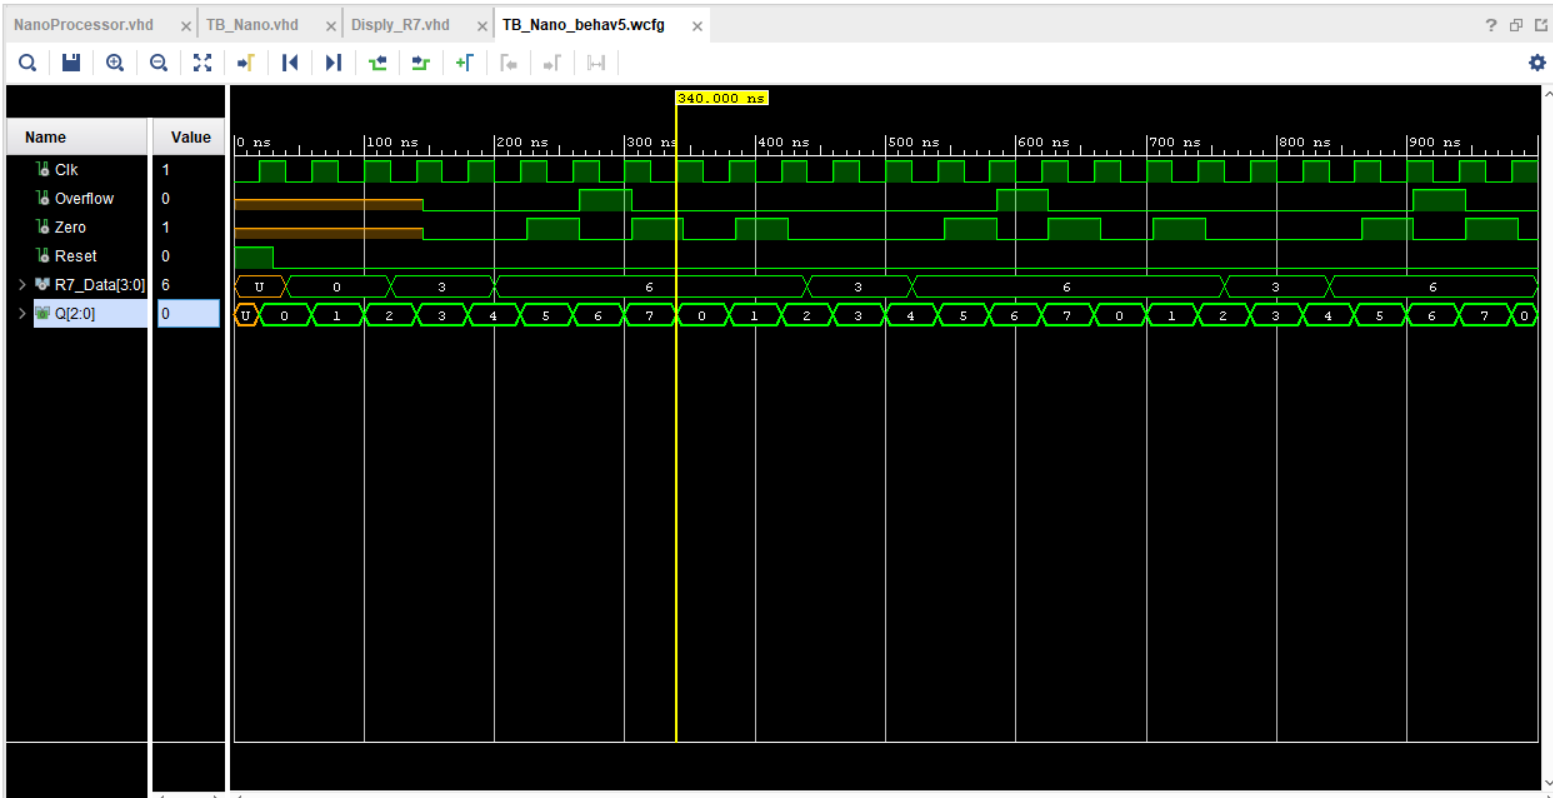 NanoProcessor.vhd × TB_Nano.vhd × Disply_R7.vhd × TB_Nano_behav5.wcfg × ?
340.000 ns
Name Value
0 ns 100 ns 200 ns 300 ns 400 ns 500 ns 600 ns 700 ns 800 ns 900 ns
Clk 1
Overflow 0
Zero 1
Reset 0
R7_Data[3:0] 6 U 0 3 6 3 6 3 6
Q[2:0] 0 U 0 1 2 3 4 5 6 7 0 1 2 3 4 5 6 7 0 1 2 3 4 5 6 7 0